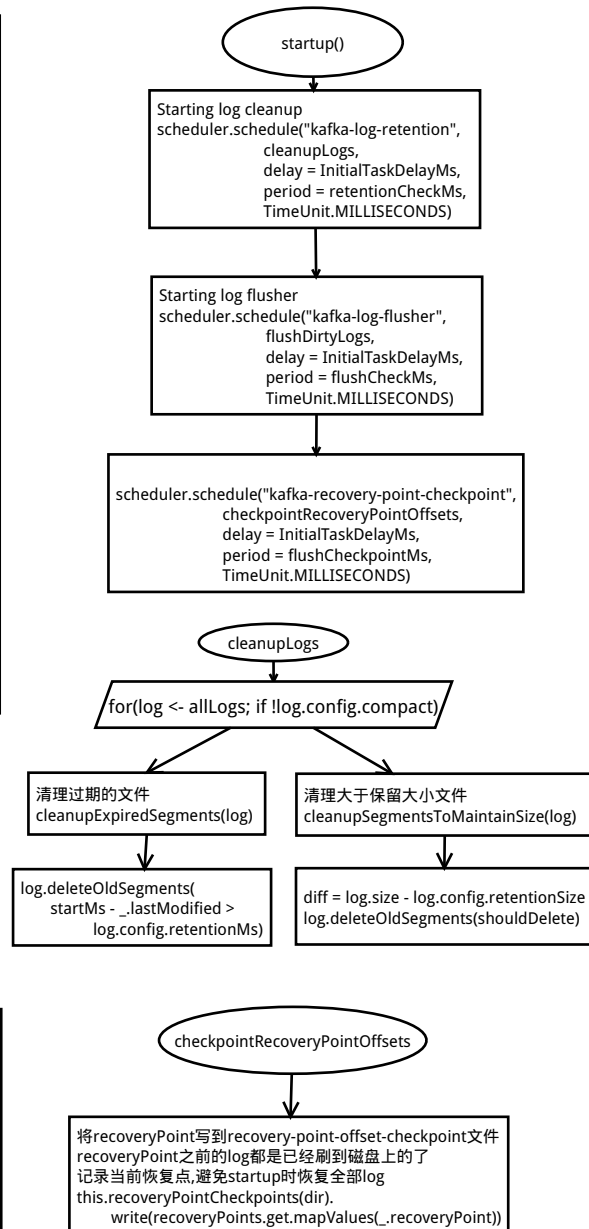 startup()
Starting log cleanup
scheduler.schedule("kafka-log-retention",
cleanupLogs,
delay = InitialTaskDelayMs,
period = retentionCheckMs,
TimeUnit.MILLISECONDS)
Starting log flusher
scheduler.schedule("kafka-log-flusher",
flushDirtyLogs,
delay = InitialTaskDelayMs,
period = flushCheckMs,
TimeUnit.MILLISECONDS)
scheduler.schedule("kafka-recovery-point-checkpoint",
checkpointRecoveryPointOffsets,
delay = InitialTaskDelayMs,
period = flushCheckpointMs,
TimeUnit.MILLISECONDS)
cleanupLogs
for(log <- allLogs; if !log.config.compact)
清理过期的文件
cleanupExpiredSegments(log)
log.deleteOldSegments(
startMs - _.lastModified >
log.config.retentionMs)
清理大于保留大小文件
cleanupSegmentsToMaintainSize(log)
diff = log.size - log.config.retentionSize
log.deleteOldSegments(shouldDelete)
checkpointRecoveryPointOffsets
将recoveryPoint写到recovery-point-offset-checkpoint文件
recoveryPoint之前的log都是已经刷到磁盘上的了
记录当前恢复点,避免startup时恢复全部log
this.recoveryPointCheckpoints(dir).
write(recoveryPoints.get.mapValues(_.recoveryPoint))